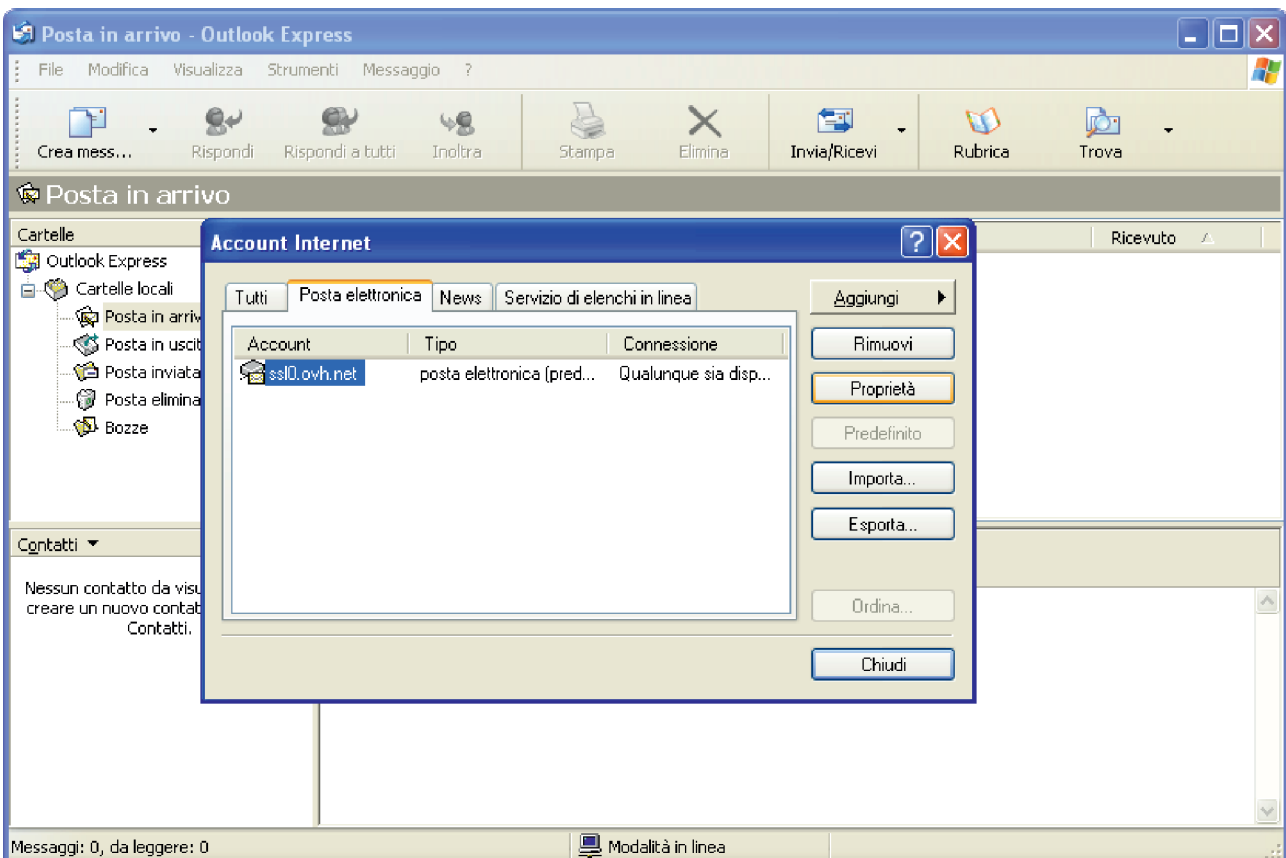 Posta in arrivo - Outlook Express
File Modifica Visualizza Strumenti Messaggio ?
Crea mess... Rispondi Rispondi a tutti Inoltra Stampa Elimina Invia/Ricevi Rubrica Trova
Posta in arrivo
Cartelle
Outlook Express
Cartelle locali
Posta in arriv
Posta in uscit
Posta inviata
Posta elimina
Bozze
Ricevuto
Contatti
Nessun contatto da visu
creare un nuovo contat
Contatti.
Account Internet
Tutti Posta elettronica News Servizio di elenchi in linea
Account Tipo Connessione
ssl0.ovh.net posta elettronica (pred... Qualunque sia disp...
Aggiungi
Rimuovi
Proprietà
Predefinito
Importa...
Esporta...
Ordina...
Chiudi
Messaggi: 0, da leggere: 0 Modalità in linea